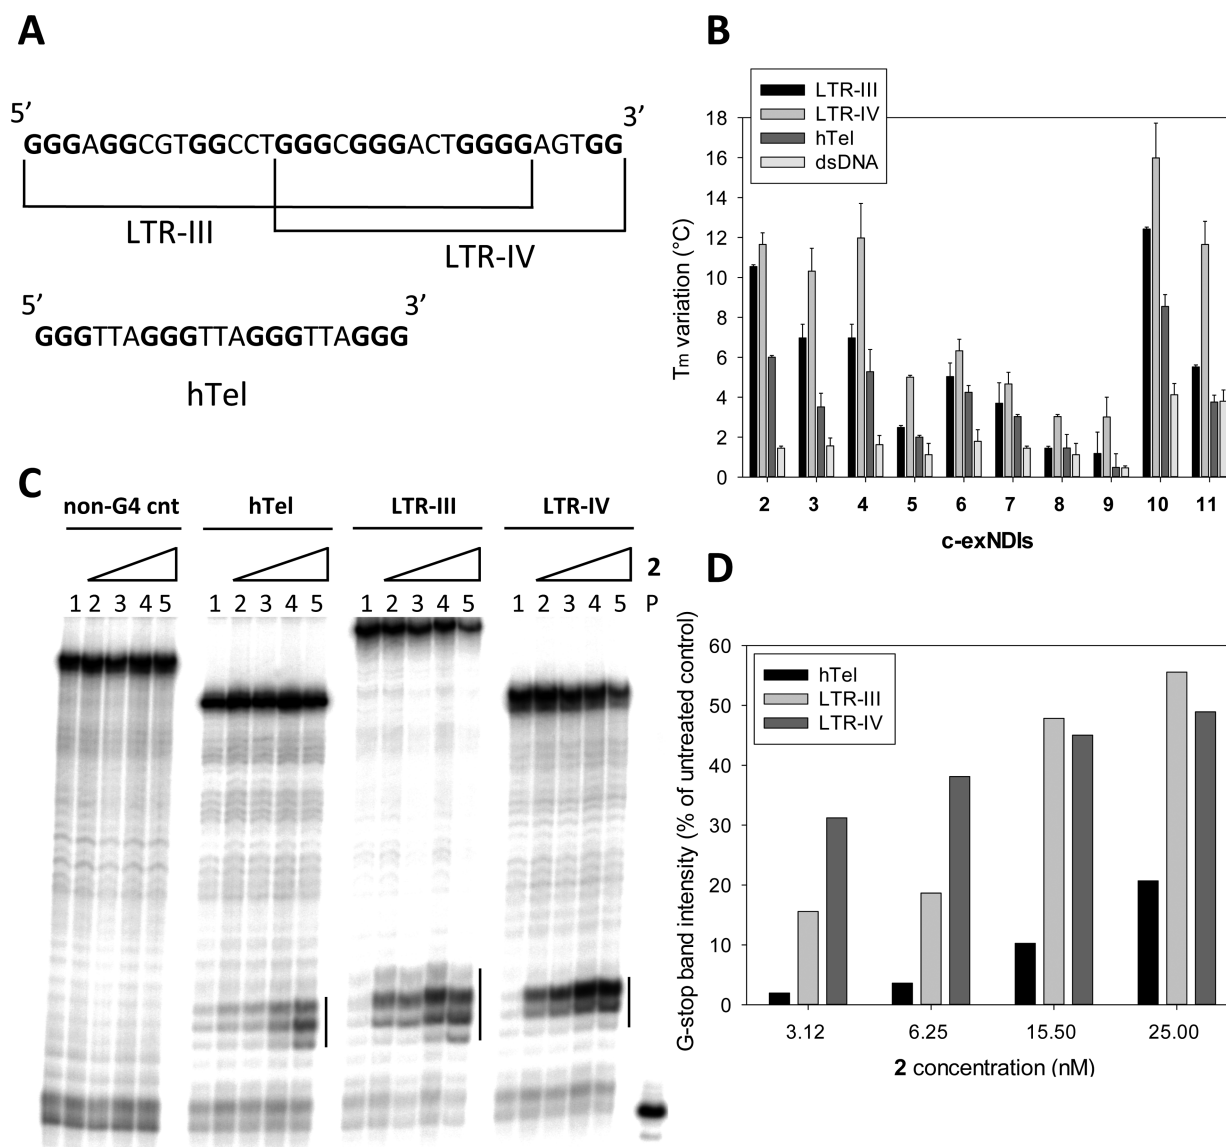 A
5’ 3’
GGGAGGCGTGGCCTGGGCGGGACTGGGGAGTGG
LTR-III
LTR-IV
5’ 3’
GGGTTAGGGTTAGGGTTAGGG
hTel
B
LTR-III
LTR-IV
hTel
dsDNA
Tm variation (°C)
18
16
14
12
10
8
6
4
2
0
2 3 4 5 6 7 8 9 10 11
c-exNDIs
C
non-G4 cnt hTel LTR-III LTR-IV
2
1 2 3 4 5 1 2 3 4 5 1 2 3 4 5 1 2 3 4 5 P
D
hTel
LTR-III
LTR-IV
G-stop band intensity (% of untreated control)
60
50
40
30
20
10
0
3.12 6.25 15.50 25.00
2 concentration (nM)